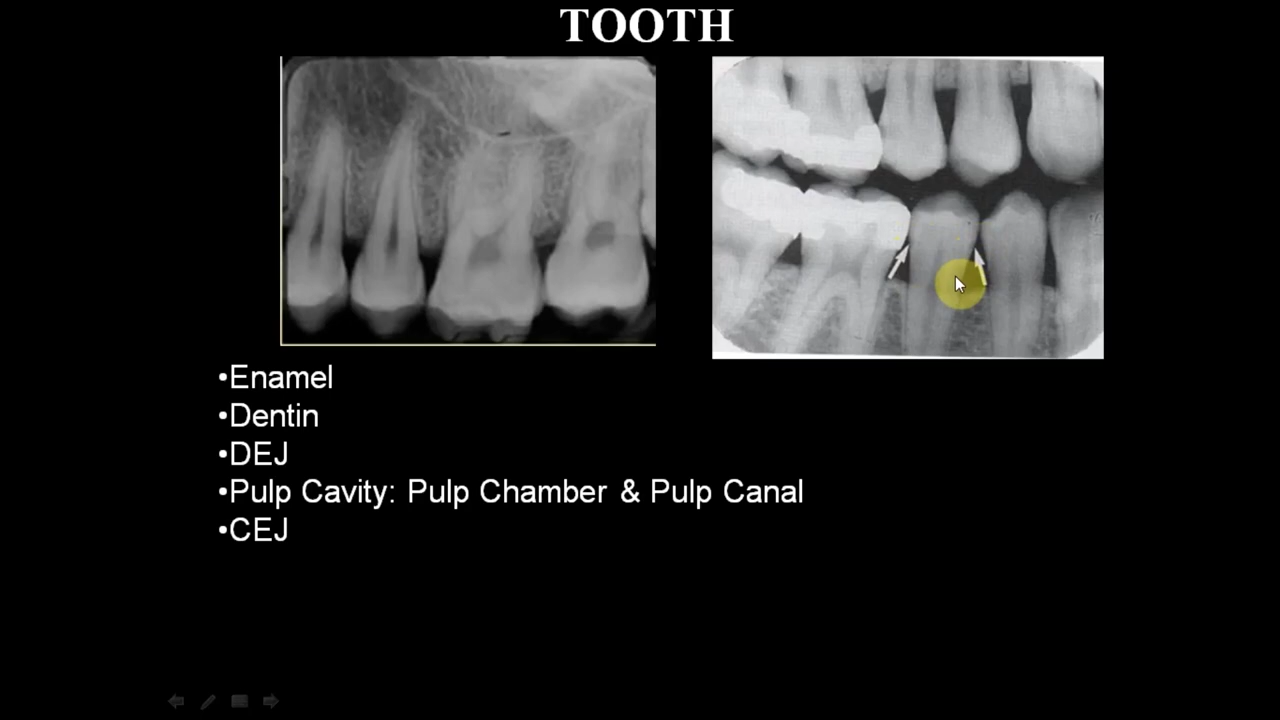 TOOTH
•Enamel
•Dentin
•DEJ
•Pulp Cavity: Pulp Chamber & Pulp Canal
•CEJ